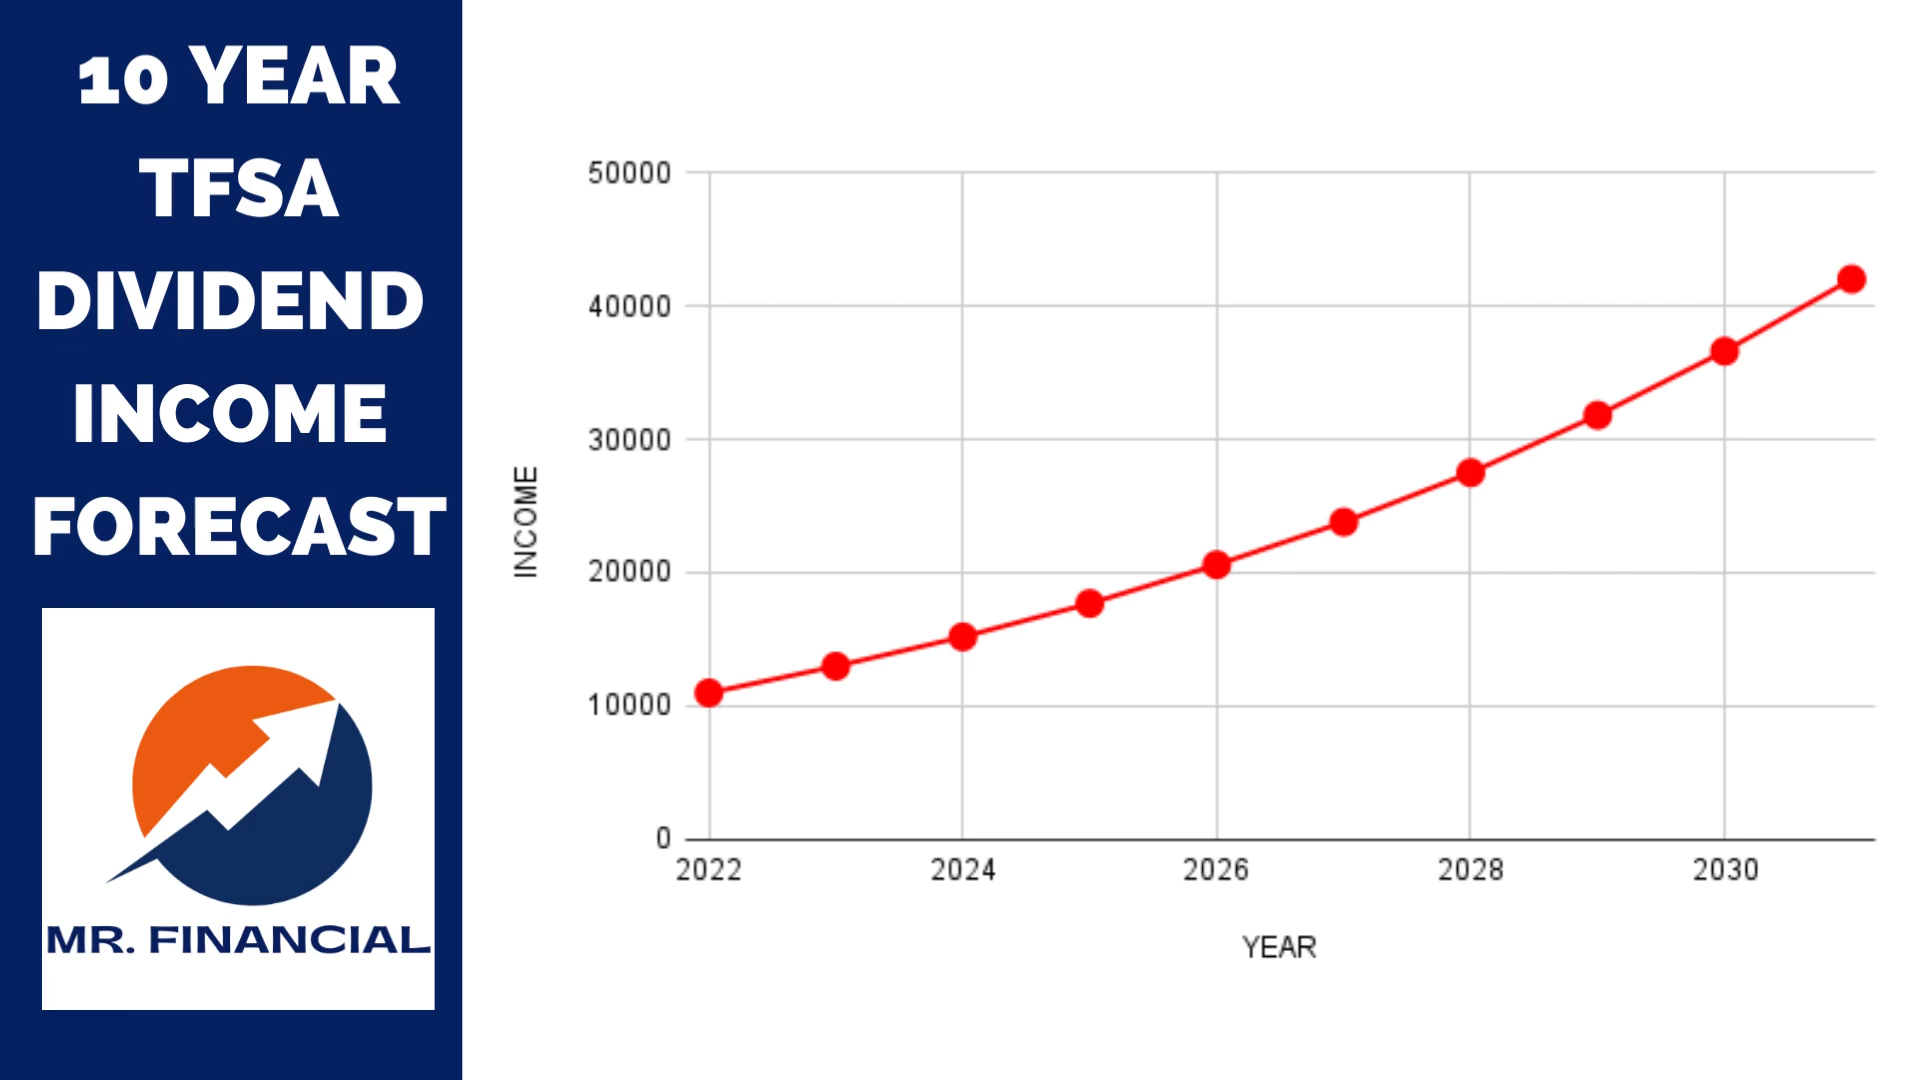 10 YEAR
TFSA
DIVIDEND
INCOME
FORECAST
MR. FINANCIAL
INCOME
50000
40000
30000
20000
10000
0
2022 2024 2026 2028 2030
YEAR